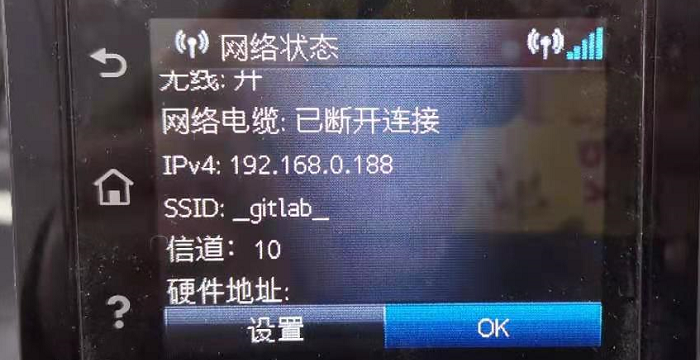 网络状态
无线: 开
网络电缆: 已断开连接
IPv4: 192.168.0.188
SSID: _gitlab_
信道: 10
硬件地址:
?
设置
OK